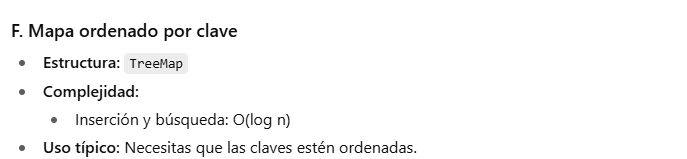 F. Mapa ordenado por clave
• Estructura: TreeMap
• Complejidad:
• Inserción y búsqueda: O(log n)
• Uso típico: Necesitas que las claves estén ordenadas.